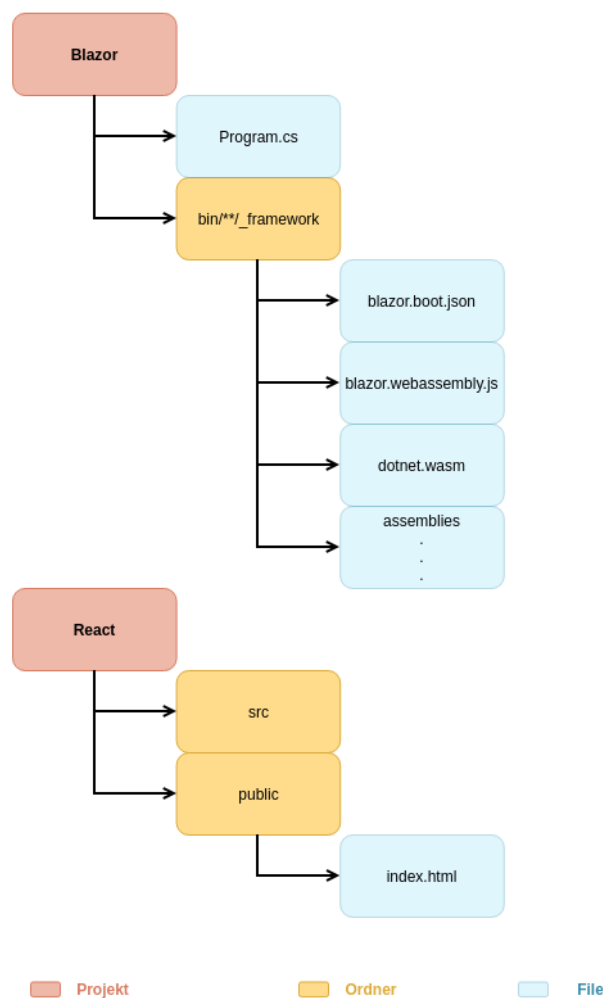 Blazor
Program.cs
bin/**/_framework
blazor.boot.json
blazor.webassembly.js
dotnet.wasm
assemblies
.
.
.
React
src
public
index.html
Projekt Ordner File